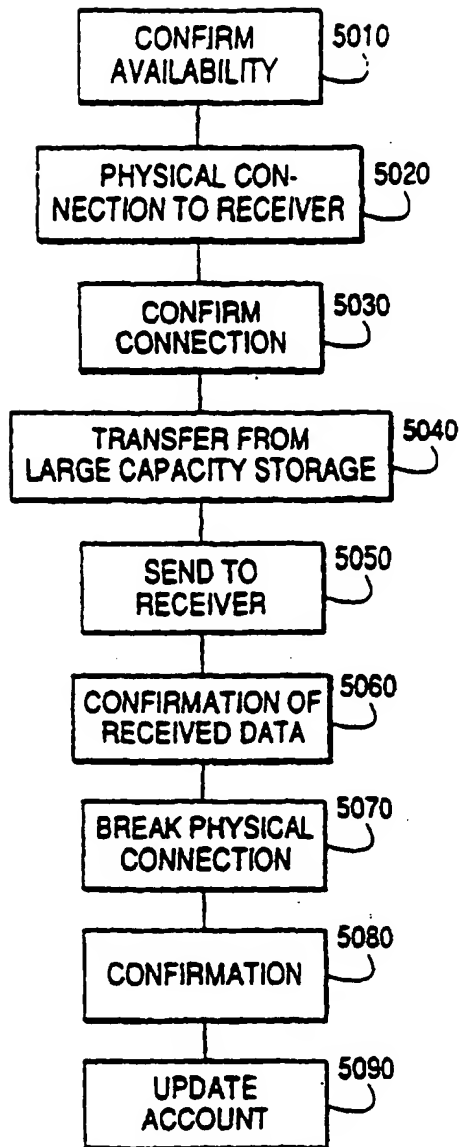 CONFIRM
AVAILABILITY
5010
PHYSICAL CON-
NECTION TO RECEIVER
5020
CONFIRM
CONNECTION
5030
TRANSFER FROM
LARGE CAPACITY STORAGE
5040
SEND TO
RECEIVER
5050
CONFIRMATION OF
RECEIVED DATA
5060
BREAK PHYSICAL
CONNECTION
5070
CONFIRMATION
5080
UPDATE
ACCOUNT
5090